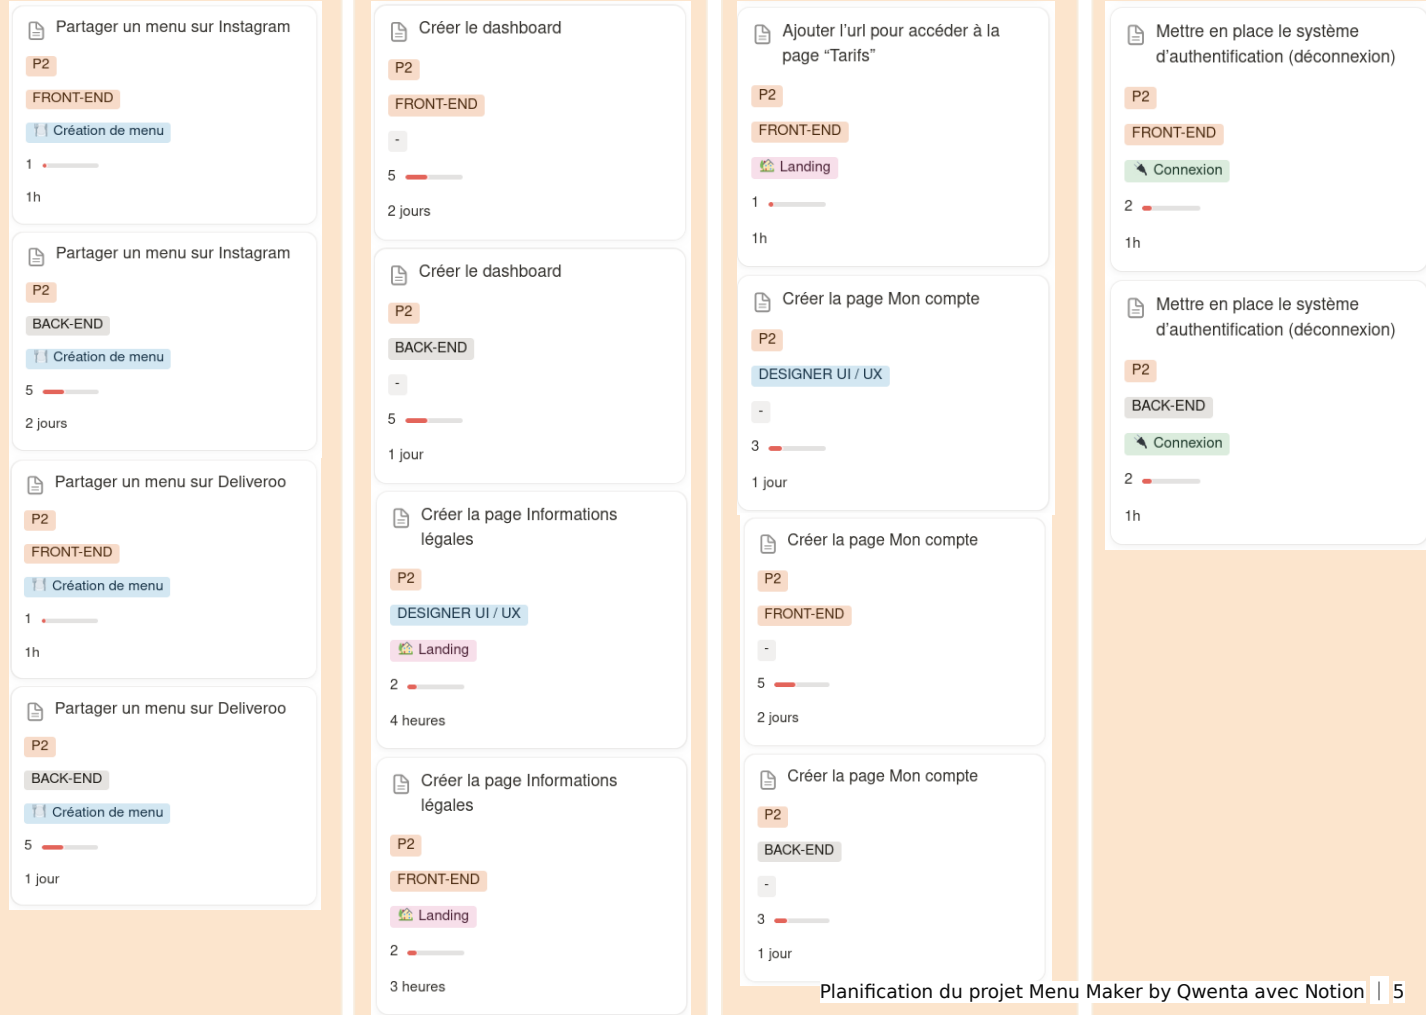 Partager un menu sur Instagram
P2
FRONT-END
🍴 Création de menu
1
1h
Partager un menu sur Instagram
P2
BACK-END
🍴 Création de menu
5
2 jours
Partager un menu sur Deliveroo
P2
FRONT-END
🍴 Création de menu
1
1h
Partager un menu sur Deliveroo
P2
BACK-END
🍴 Création de menu
5
1 jour
Créer le dashboard
P2
FRONT-END
-
5
2 jours
Créer le dashboard
P2
BACK-END
-
5
1 jour
Créer la page Informations
légales
P2
DESIGNER UI / UX
🏡 Landing
2
4 heures
Créer la page Informations
légales
P2
FRONT-END
🏡 Landing
2
3 heures
Ajouter l’url pour accéder à la
page “Tarifs”
P2
FRONT-END
🏡 Landing
1
1h
Créer la page Mon compte
P2
DESIGNER UI / UX
-
3
1 jour
Créer la page Mon compte
P2
FRONT-END
-
5
2 jours
Créer la page Mon compte
P2
BACK-END
-
3
1 jour
Mettre en place le système
d’authentification (déconnexion)
P2
FRONT-END
🔌 Connexion
2
1h
Mettre en place le système
d’authentification (déconnexion)
P2
BACK-END
🔌 Connexion
2
1h
Planification du projet Menu Maker by Qwenta avec Notion | 5